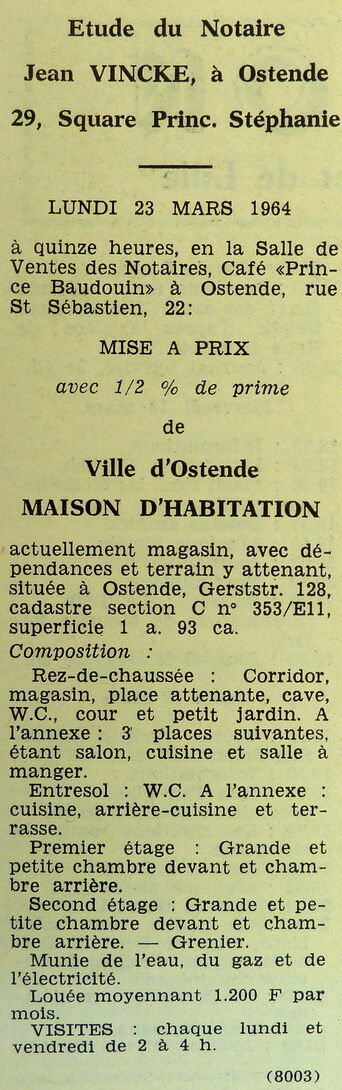 Etude du Notaire
Jean VINCKE, à Ostende
29, Square Princ. Stéphanie
LUNDI 23 MARS 1964
à quinze heures, en la Salle de
Ventes des Notaires, Café «Prin-
ce Baudouin» à Ostende, rue
St Sébastien, 22:
MISE A PRIX
avec 1/2 % de prime
de
Ville d'Ostende
MAISON D'HABITATION
actuellement magasin, avec dé-
pendances et terrain y attenant,
située à Ostende, Gerststr. 128,
cadastre section C n° 353/E11,
superficie 1 a. 93 ca.
Composition :
Rez-de-chaussée : Corridor,
magasin, place attenante, cave,
W.C., cour et petit jardin. A
l'annexe : 3 places suivantes,
étant salon, cuisine et salle à
manger.
Entresol : W.C. A l'annexe :
cuisine, arrière-cuisine et ter-
rasse.
Premier étage : Grande et
petite chambre devant et cham-
bre arrière.
Second étage : Grande et pe-
tite chambre devant et cham-
bre arrière. — Grenier.
Munie de l'eau, du gaz et de
l'électricité.
Louée moyennant 1.200 F par
mois.
VISITES : chaque lundi et
vendredi de 2 à 4 h.
(8003)